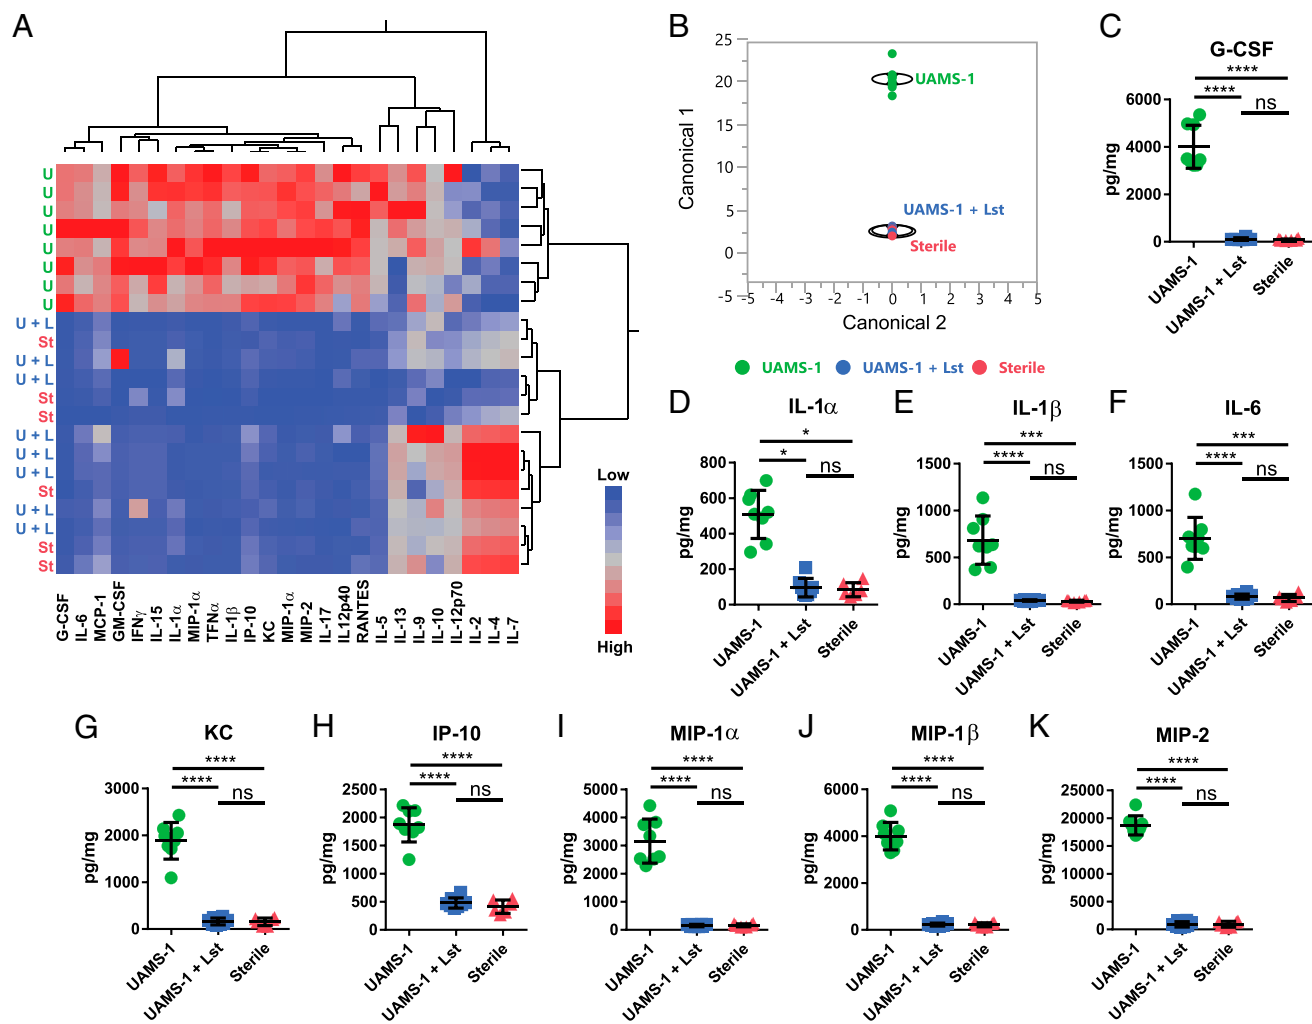 A
U
U
U
U
U
U
U
U
U + L
St
U + L
U + L
St
St
U + L
U + L
U + L
St
U + L
U + L
St
St
G-CSF
IL-6
MCP-1
GM-CSF
IFNγ
IL-15
IL-1α
MIP-1α
TFNα
IL-1β
IP-10
KC
MIP-1α
MIP-2
IL-17
IL12p40
RANTES
IL-5
IL-13
IL-9
IL-10
IL-12p70
IL-2
IL-4
IL-7
Low
High
B
Canonical 1
25
20
15
10
5
0
-5
UAMS-1
UAMS-1 + Lst
Sterile
-5 -4 -3 -2 -1 0 1 2 3 4 5
Canonical 2
UAMS-1 UAMS-1 + Lst Sterile
C
G-CSF
****
**** ns
pg/mg
6000
4000
2000
0
UAMS-1
UAMS-1 + Lst
Sterile
D
IL-1α
*
* ns
pg/mg
800
600
400
200
0
UAMS-1
UAMS-1 + Lst
Sterile
E
IL-1β
***
**** ns
pg/mg
1500
1000
500
0
UAMS-1
UAMS-1 + Lst
Sterile
F
IL-6
***
**** ns
pg/mg
1500
1000
500
0
UAMS-1
UAMS-1 + Lst
Sterile
G
KC
****
**** ns
pg/mg
3000
2000
1000
0
UAMS-1
UAMS-1 + Lst
Sterile
H
IP-10
****
**** ns
pg/mg
2500
2000
1500
1000
500
0
UAMS-1
UAMS-1 + Lst
Sterile
I
MIP-1α
****
**** ns
pg/mg
5000
4000
3000
2000
1000
0
UAMS-1
UAMS-1 + Lst
Sterile
J
MIP-1β
****
**** ns
pg/mg
6000
4000
2000
0
UAMS-1
UAMS-1 + Lst
Sterile
K
MIP-2
****
**** ns
pg/mg
25000
20000
15000
10000
5000
0
UAMS-1
UAMS-1 + Lst
Sterile